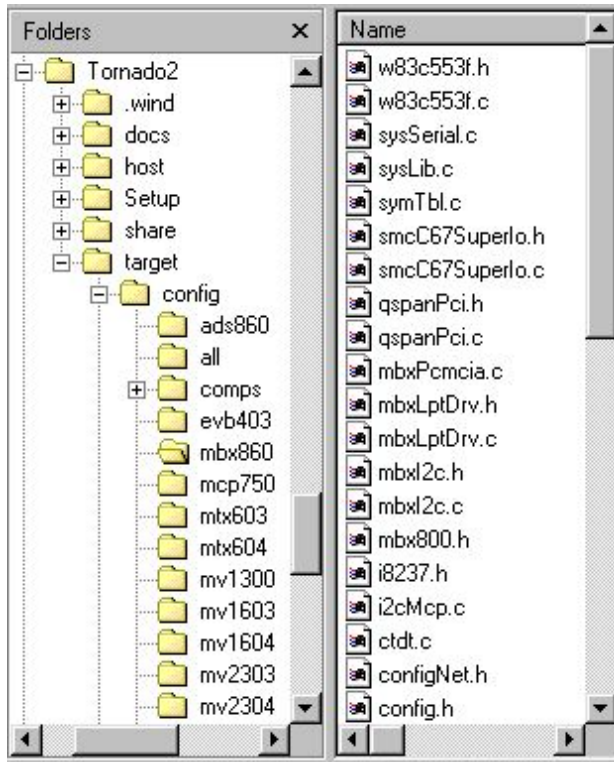 Folders
Tornado2
.wind
docs
host
Setup
share
target
config
ads860
all
comps
evb403
mbx860
mcp750
mtx603
mtx604
mv1300
mv1603
mv1604
mv2303
mv2304
Name
w83c553f.h
w83c553f.c
sysSerial.c
sysLib.c
symTbl.c
smcC67SuperIo.h
smcC67SuperIo.c
qspanPci.h
qspanPci.c
mbxPcmcia.c
mbxLptDrv.h
mbxLptDrv.c
mbxI2c.h
mbxI2c.c
mbx800.h
i8237.h
i2cMcp.c
ctdt.c
configNet.h
config.h